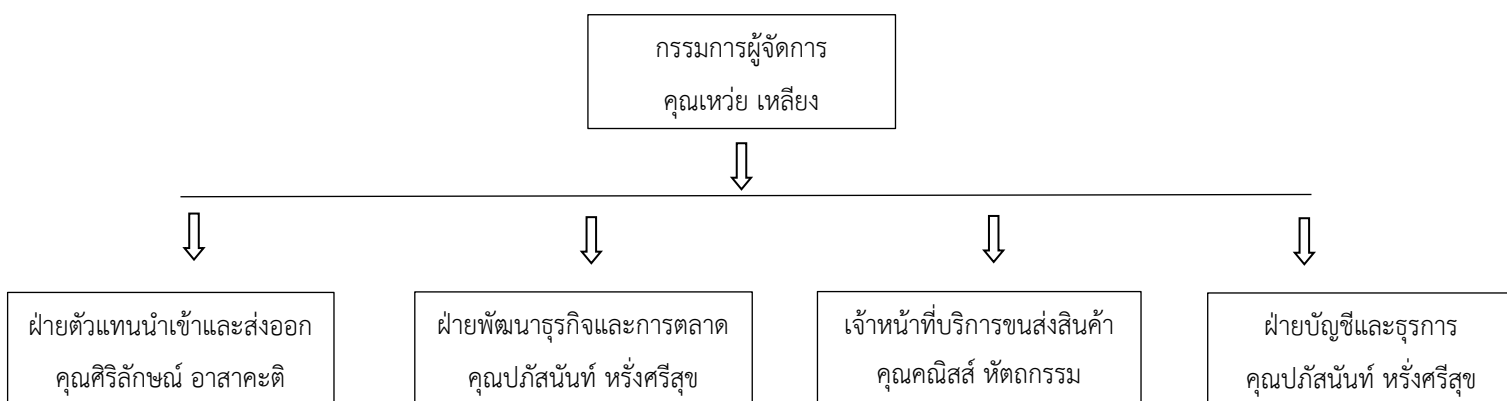 กรรมการผู้จัดการ
คุณเหว่ย เหลียง
ฝ่ายตัวแทนนำเข้าและส่งออก
คุณศิริลักษณ์ อาสาคะติ
ฝ่ายพัฒนาธุรกิจและการตลาด
คุณปภัสนันท์ หรั่งศรีสุข
เจ้าหน้าที่บริการขนส่งสินค้า
คุณคณิสส์ หัตถกรรม
ฝ่ายบัญชีและธุรการ
คุณปภัสนันท์ หรั่งศรีสุข